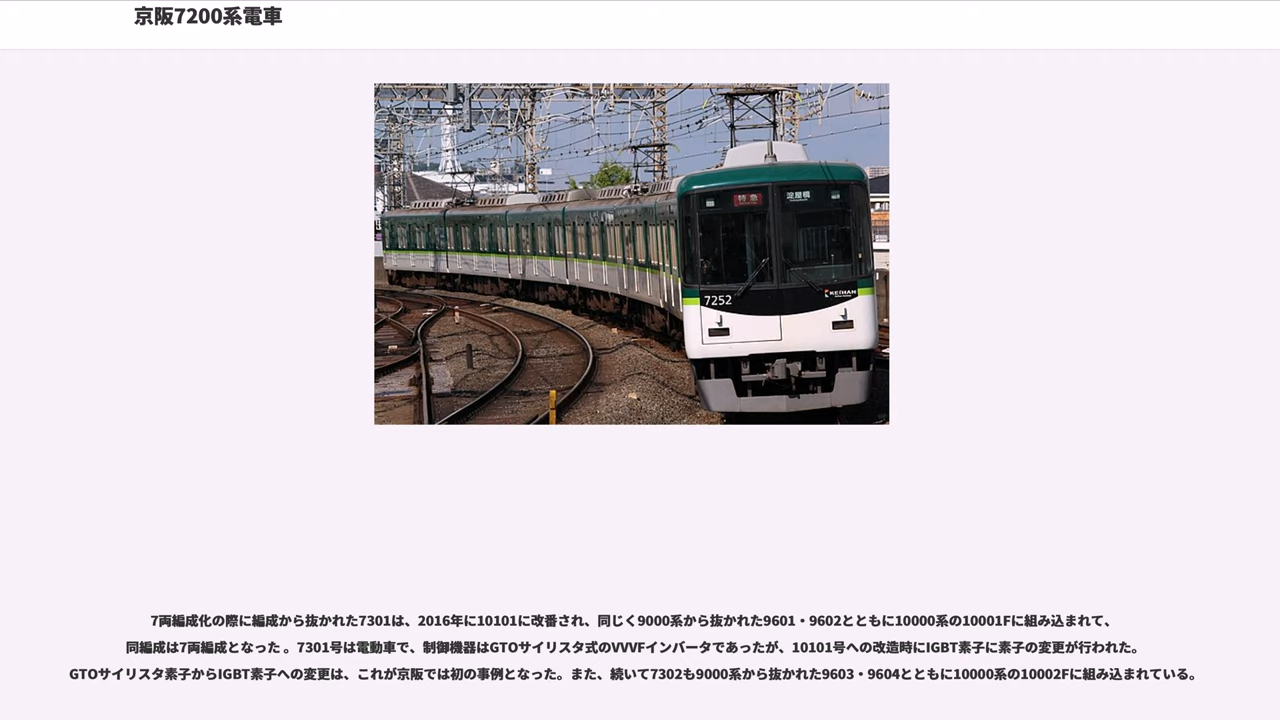 京阪7200系電車
特急
淀屋橋
7252
KEIHAN
7両編成化の際に編成から抜かれた7301は、2016年に10101に改番され、同じく9000系から抜かれた9601・9602とともに10000系の10001Fに組み込まれて、
同編成は7両編成となった 。7301号は電動車で、制御機器はGTOサイリスタ式のVVVFインバータであったが、10101号への改造時にIGBT素子に素子の変更が行われた。
GTOサイリスタ素子からIGBT素子への変更は、これが京阪では初の事例となった。また、続いて7302も9000系から抜かれた9603・9604とともに10000系の10002Fに組み込まれている。